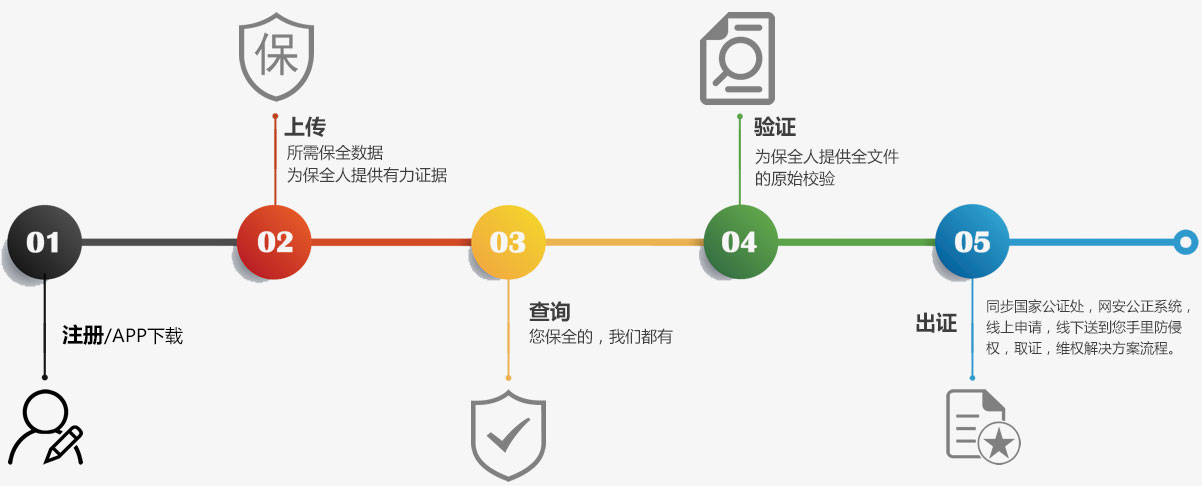 保
上传
所需保全数据
为保全人提供有力证据
验证
为保全人提供全文件
的原始校验
01
02
03
04
05
注册/APP下载
查询
您保全的，我们都有
出证
同步国家公证处，网安公正系统，
线上申请，线下送到您手里防侵
权，取证，维权解决方案流程。